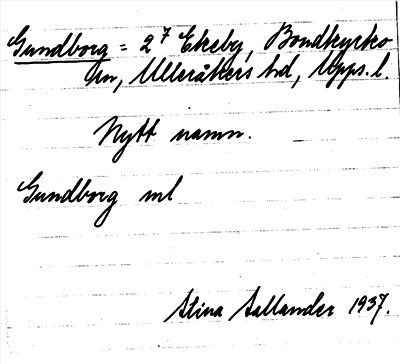 Gundborg = 2⁷ Ekeby, Bondkyrko
sn, Ulleråkers hd, Upps. l.
Nytt namn.
Gundborg ml
Stina Sallander 1937.